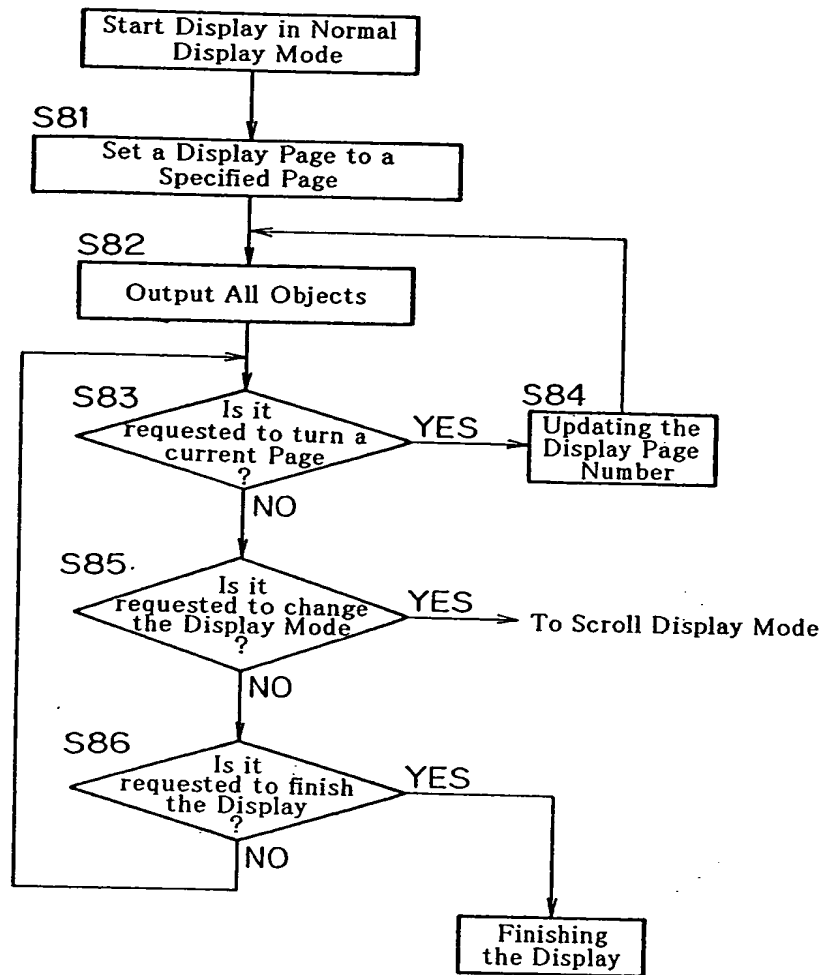 Start Display in Normal
Display Mode
S81
Set a Display Page to a
Specified Page
S82
Output All Objects
S83
Is it
requested to turn a
current Page
?
YES
NO
S84
Updating the
Display Page
Number
S85
Is it
requested to change
the Display Mode
?
YES
To Scroll Display Mode
NO
S86
Is it
requested to finish
the Display
?
YES
NO
Finishing
the Display